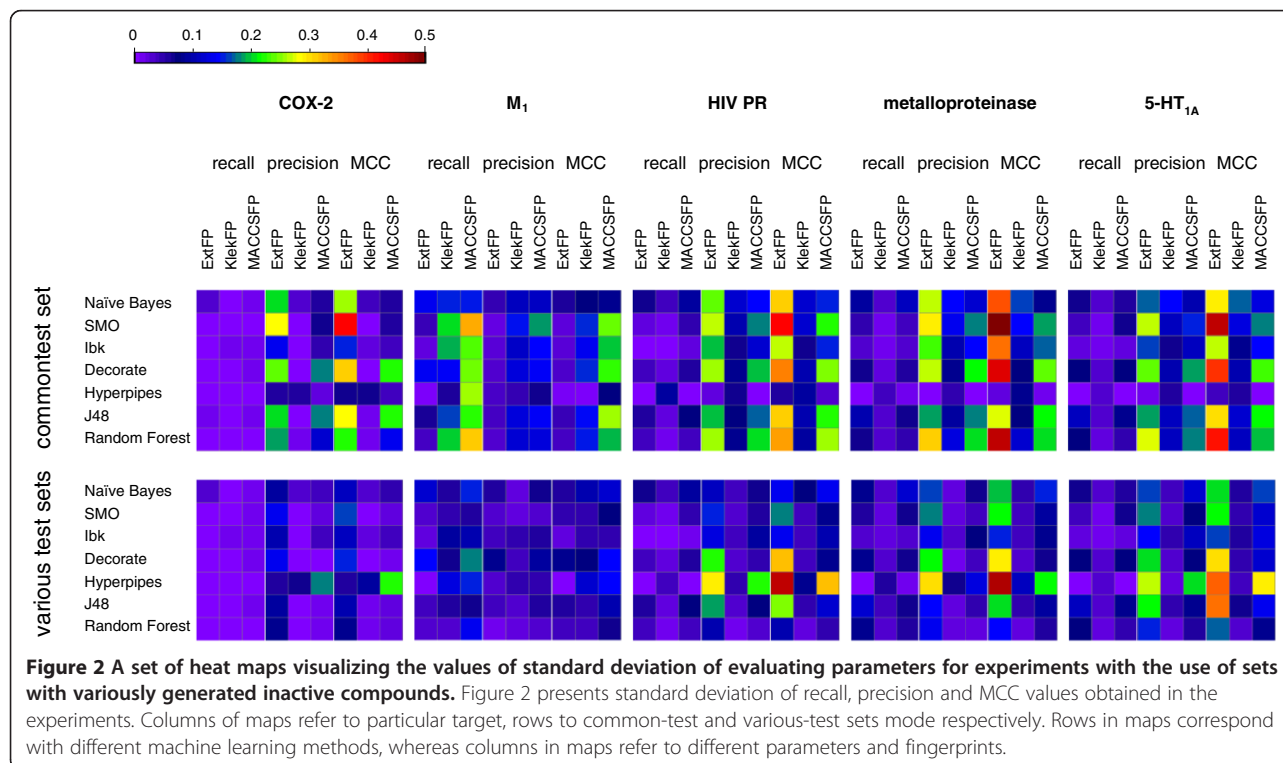 0 0.1 0.2 0.3 0.4 0.5
COX-2 M1 HIV PR metalloproteinase 5-HT1A
recall precision MCC recall precision MCC recall precision MCC recall precision MCC recall precision MCC
ExtFP KlekFP MACCSFP ExtFP KlekFP MACCSFP ExtFP KlekFP MACCSFP ExtFP KlekFP MACCSFP ExtFP KlekFP MACCSFP ExtFP KlekFP MACCSFP ExtFP KlekFP MACCSFP ExtFP KlekFP MACCSFP ExtFP KlekFP MACCSFP ExtFP KlekFP MACCSFP ExtFP KlekFP MACCSFP ExtFP KlekFP MACCSFP ExtFP KlekFP MACCSFP ExtFP KlekFP MACCSFP ExtFP KlekFP MACCSFP
commontest set
Naïve Bayes
SMO
Ibk
Decorate
Hyperpipes
J48
Random Forest
various test sets
Naïve Bayes
SMO
Ibk
Decorate
Hyperpipes
J48
Random Forest
Figure 2 A set of heat maps visualizing the values of standard deviation of evaluating parameters for experiments with the use of sets
with variously generated inactive compounds. Figure 2 presents standard deviation of recall, precision and MCC values obtained in the
experiments. Columns of maps refer to particular target, rows to common-test and various-test sets mode respectively. Rows in maps correspond
with different machine learning methods, whereas columns in maps refer to different parameters and fingerprints.